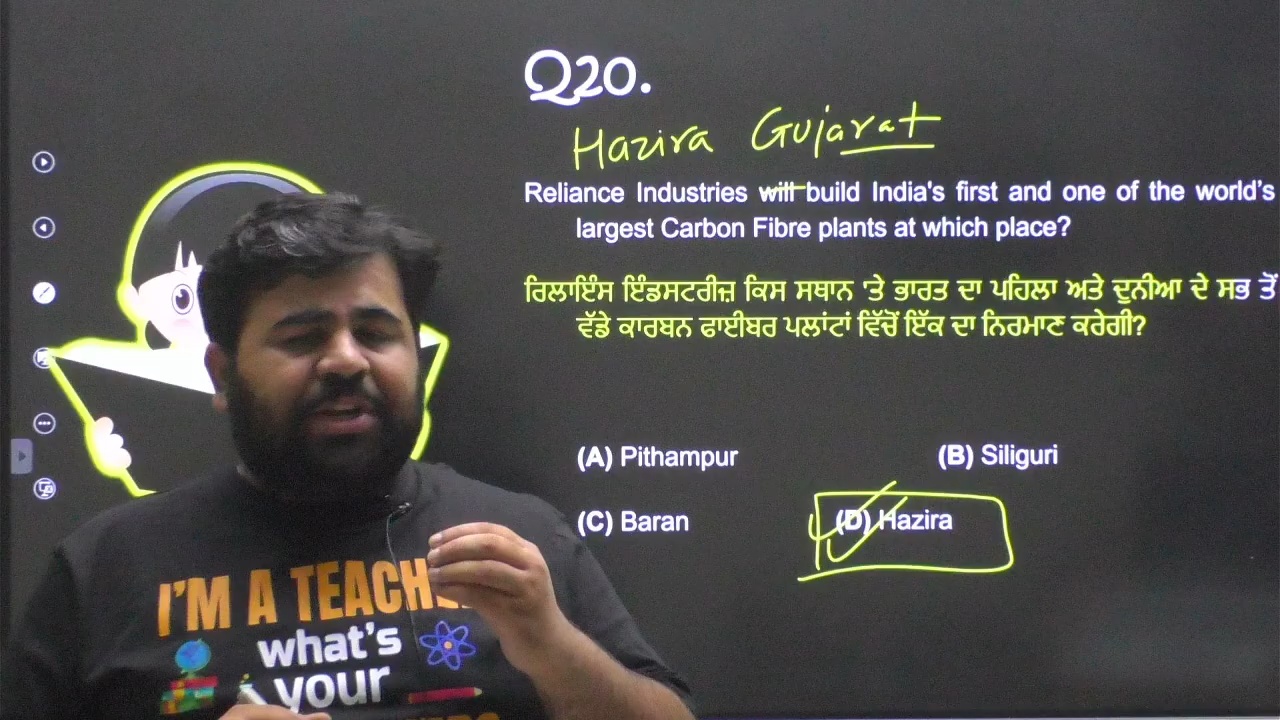 Q20.
Hazira Gujarat
Reliance Industries will build India's first and one of the world's
largest Carbon Fibre plants at which place?
ਰਿਲਾਇੰਸ ਇੰਡਸਟਰੀਜ਼ ਕਿਸ ਸਥਾਨ 'ਤੇ ਭਾਰਤ ਦਾ ਪਹਿਲਾ ਅਤੇ ਦੁਨੀਆ ਦੇ ਸਭ ਤੋਂ
ਵੱਡੇ ਕਾਰਬਨ ਫਾਈਬਰ ਪਲਾਂਟਾਂ ਵਿੱਚੋਂ ਇੱਕ ਦਾ ਨਿਰਮਾਣ ਕਰੇਗੀ?
(A) Pithampur (B) Siliguri
(C) Baran (D) Hazira
I'M A TEACHER
what's
your